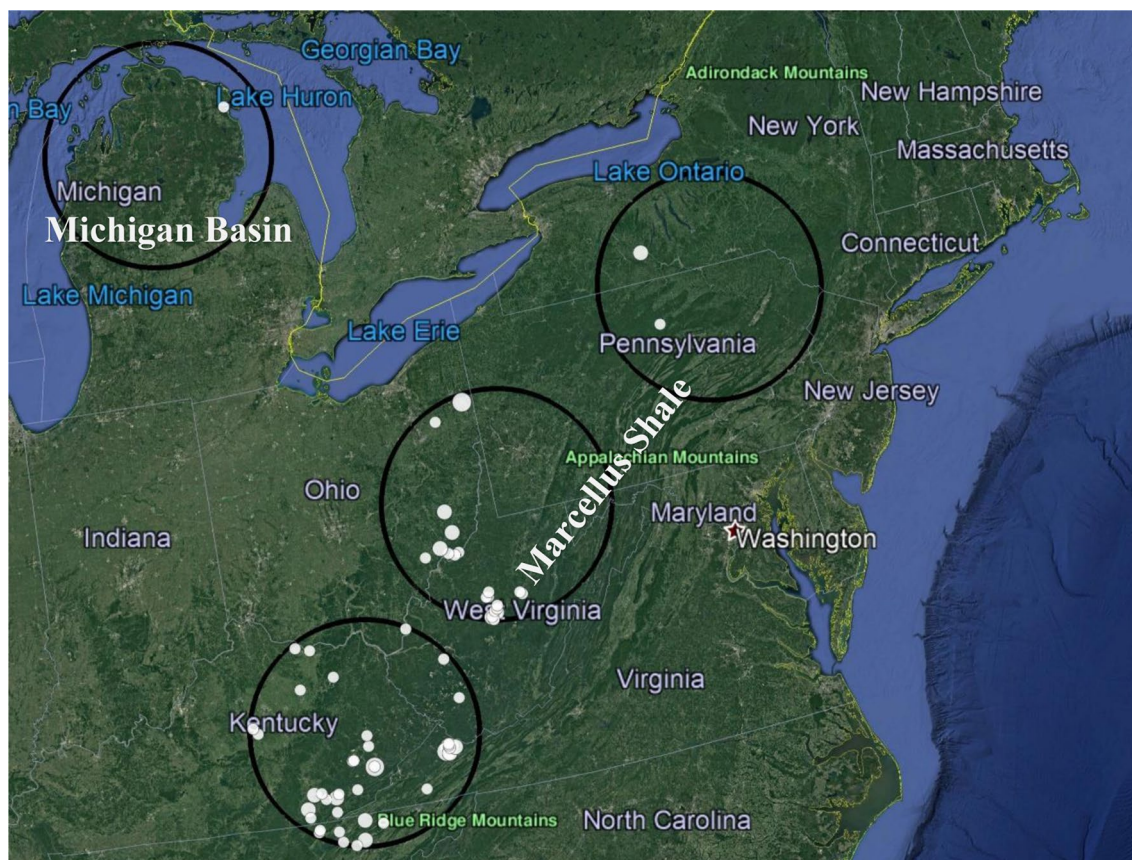 Georgian Bay
Adirondack Mountains
New Hampshire
Lake Huron
n Bay
New York
Massachusetts
Lake Ontario
Michigan
Michigan Basin
Connecticut
Lake Michigan
Lake Erie
Pennsylvania
New Jersey
Marcellus Shale
Appalachian Mountains
Ohio
Maryland
Indiana
Washington
West Virginia
Virginia
Kentucky
Blue Ridge Mountains
North Carolina